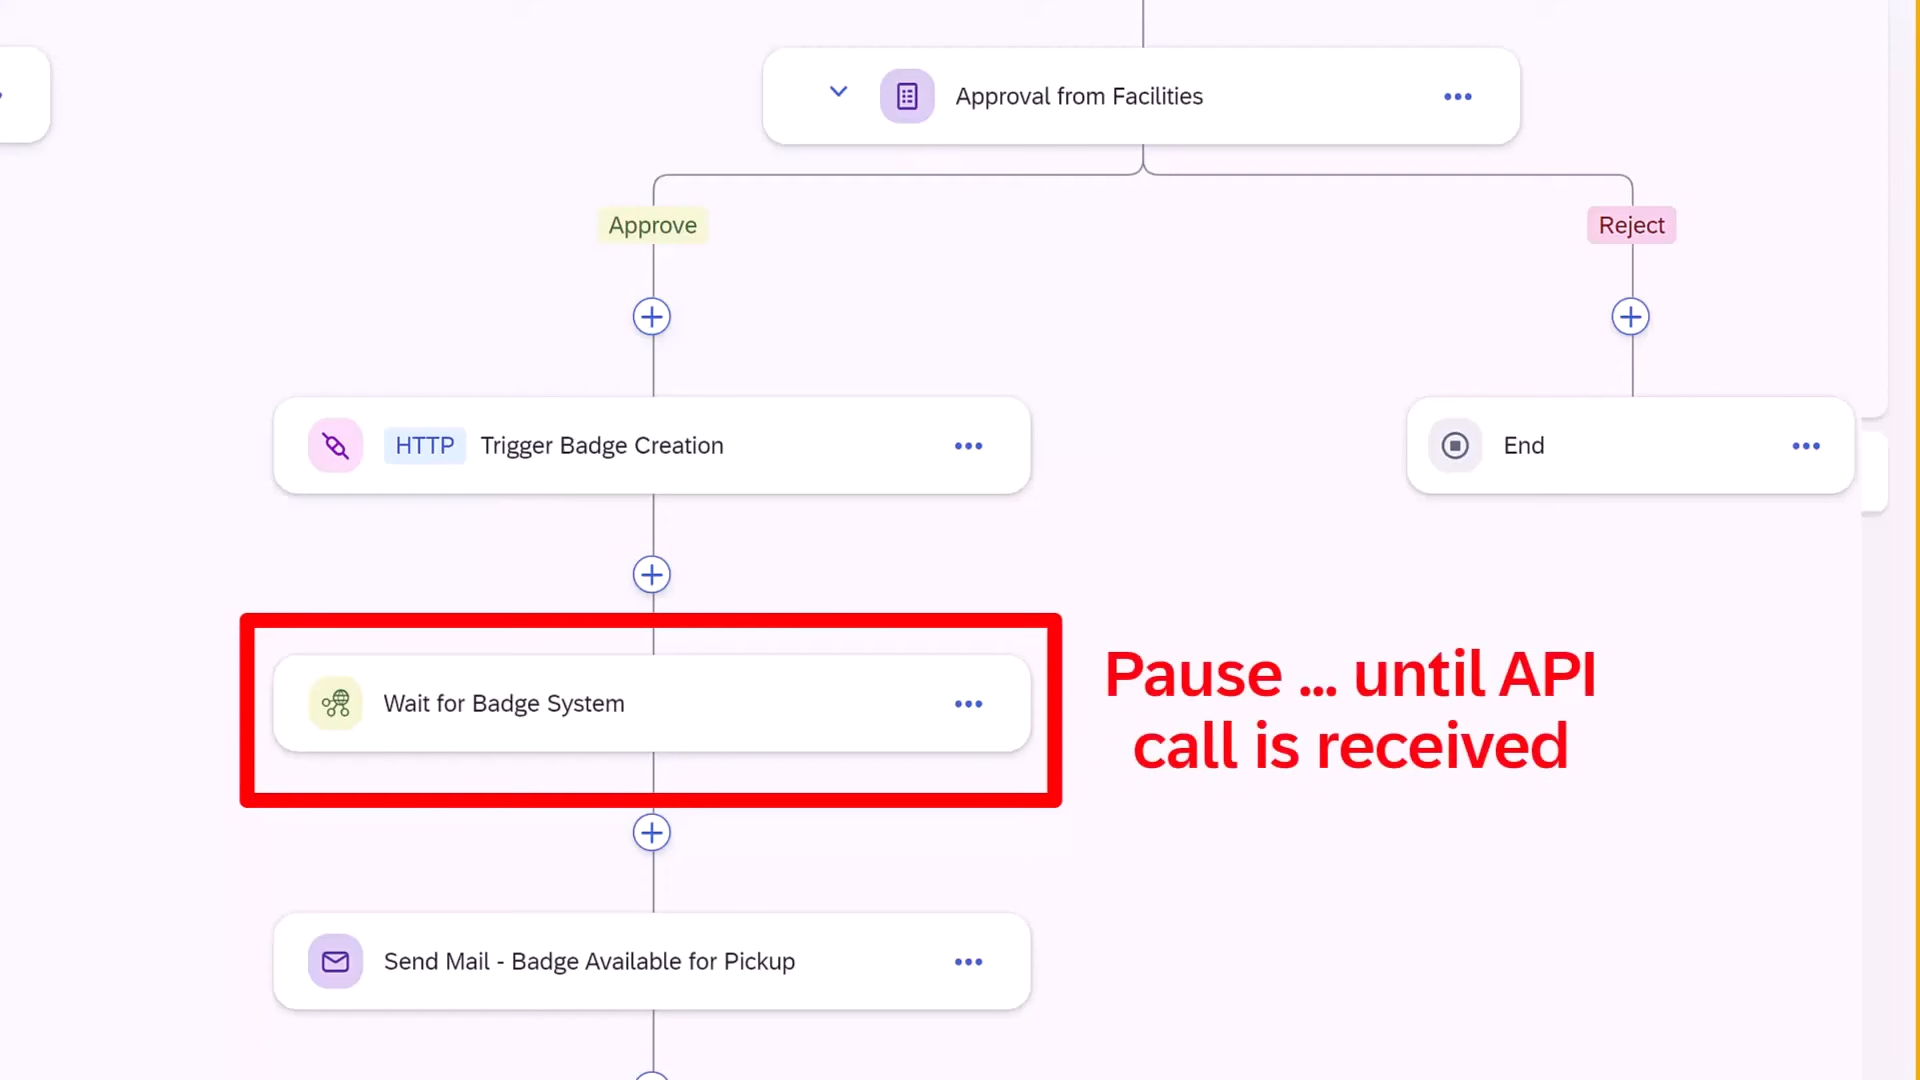 Approval from Facilities
Approve
Reject
HTTP Trigger Badge Creation
End
Wait for Badge System
Pause ... until API
call is received
Send Mail - Badge Available for Pickup